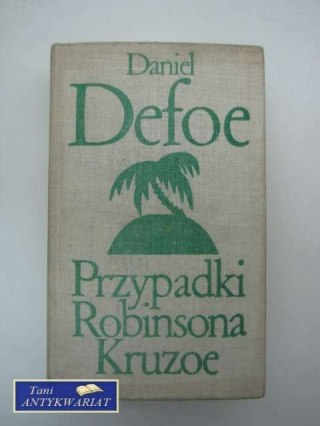 Daniel
Defoe
Przypadki
Robinsona
Kruzoe
Tani
ANTYKWARIAT